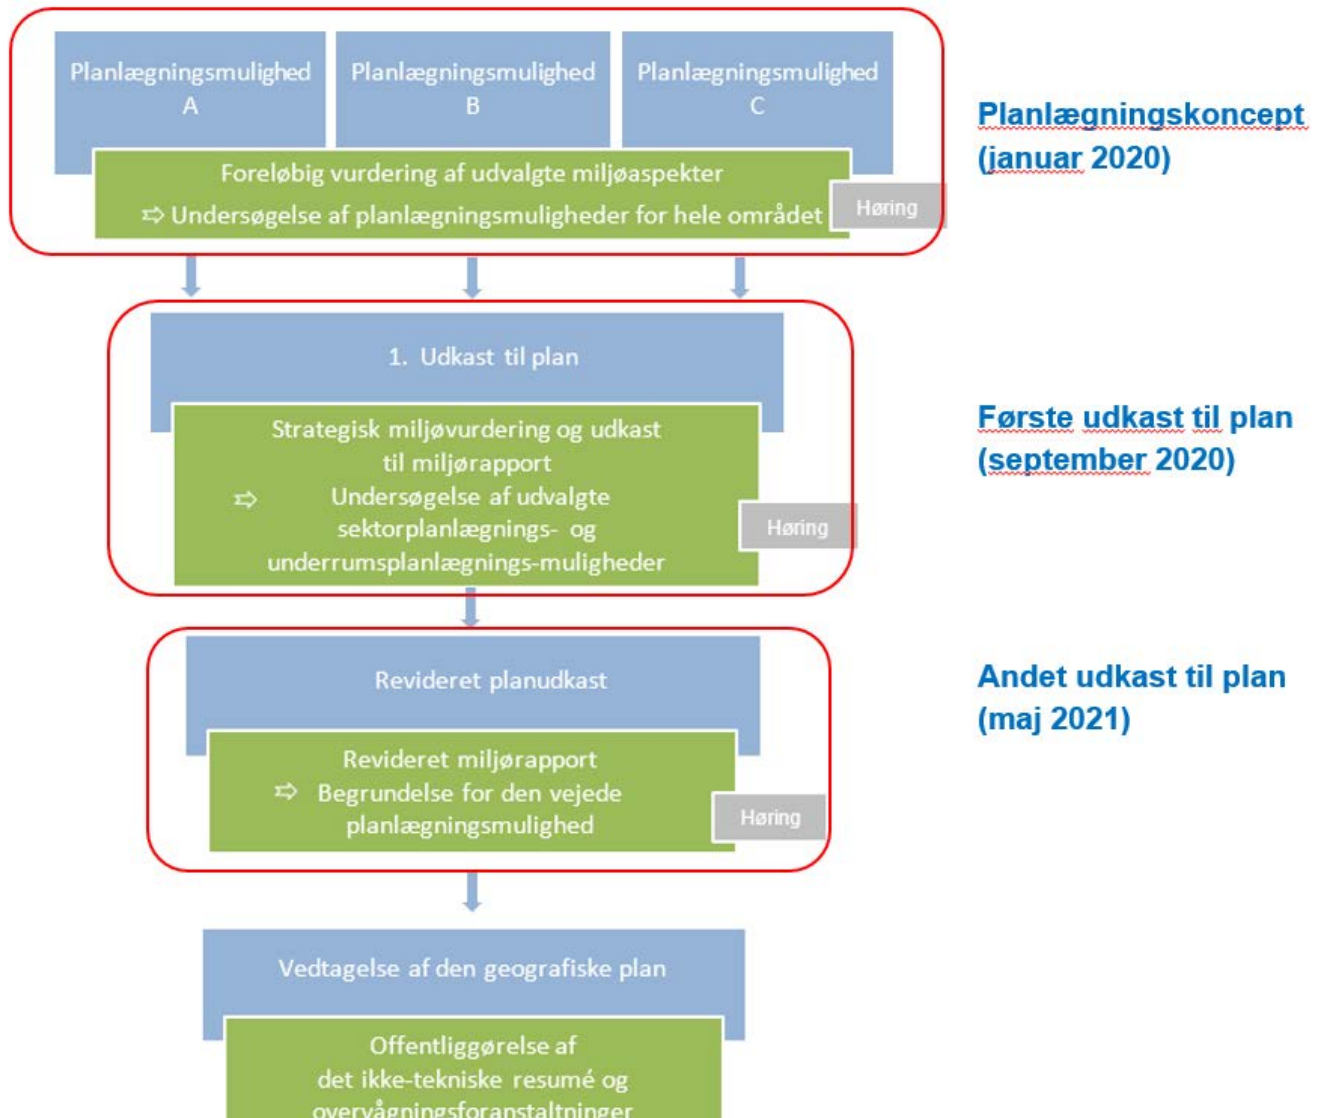 Planlægningsmulighed
A
Planlægningsmulighed
B
Planlægningsmulighed
C
Foreløbig vurdering af udvalgte miljøaspekter
⇨ Undersøgelse af planlægningsmuligheder for hele området
Høring
Planlægningskoncept
(januar 2020)
1. Udkast til plan
Strategisk miljøvurdering og udkast
til miljørapport
⇨ Undersøgelse af udvalgte
sektorplanlægnings- og
underrumsplanlægnings-muligheder
Høring
Første udkast til plan
(september 2020)
Revideret planudkast
Revideret miljørapport
⇨ Begrundelse for den vejede
planlægningsmulighed
Høring
Andet udkast til plan
(maj 2021)
Vedtagelse af den geografiske plan
Offentliggørelse af
det ikke-tekniske resumé og
overvågningsforanstaltninger